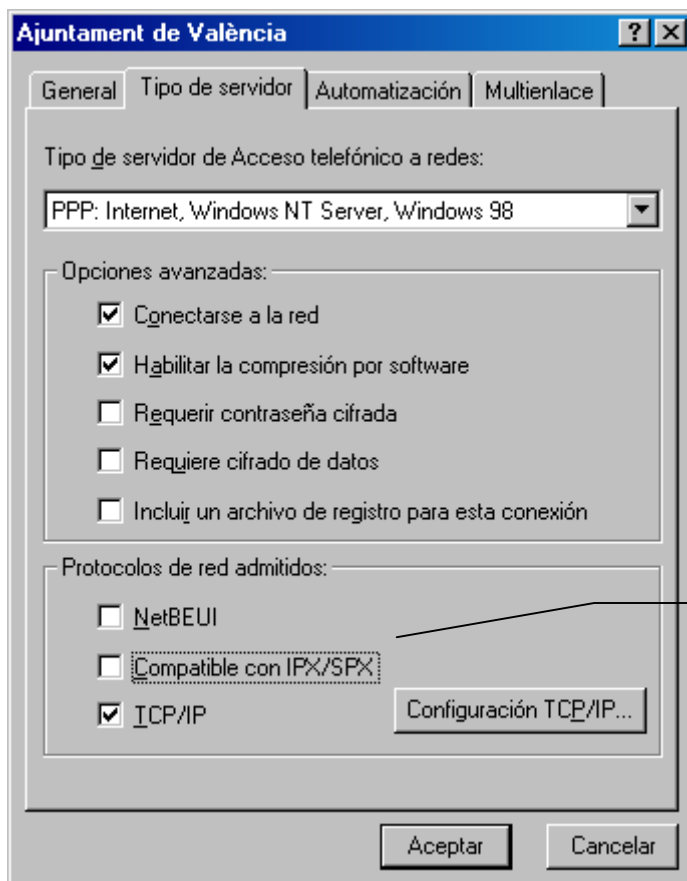 Ajuntament de València
General Tipo de servidor Automatización Multienlace
Tipo de servidor de Acceso telefónico a redes:
PPP: Internet, Windows NT Server, Windows 98
Opciones avanzadas:
Conectarse a la red
Habilitar la compresión por software
Requerir contraseña cifrada
Requiere cifrado de datos
Incluir un archivo de registro para esta conexión
Protocolos de red admitidos:
NetBEUI
Compatible con IPX/SPX
TCP/IP
Configuración TCP/IP...
Aceptar Cancelar